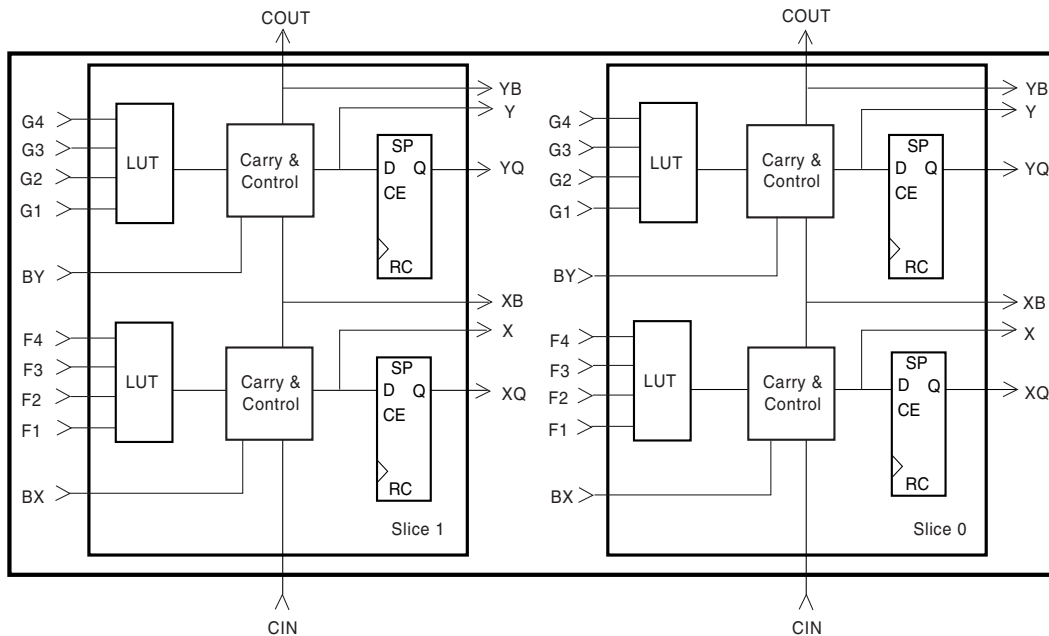 COUT
YB
Y
G4
G3
G2
G1
LUT
Carry &
Control
SP
D Q
CE
RC
YQ
BY
XB
X
F4
F3
F2
F1
LUT
Carry &
Control
SP
D Q
CE
RC
XQ
BX
Slice 1
CIN
COUT
YB
Y
G4
G3
G2
G1
LUT
Carry &
Control
SP
D Q
CE
RC
YQ
BY
XB
X
F4
F3
F2
F1
LUT
Carry &
Control
SP
D Q
CE
RC
XQ
BX
Slice 0
CIN